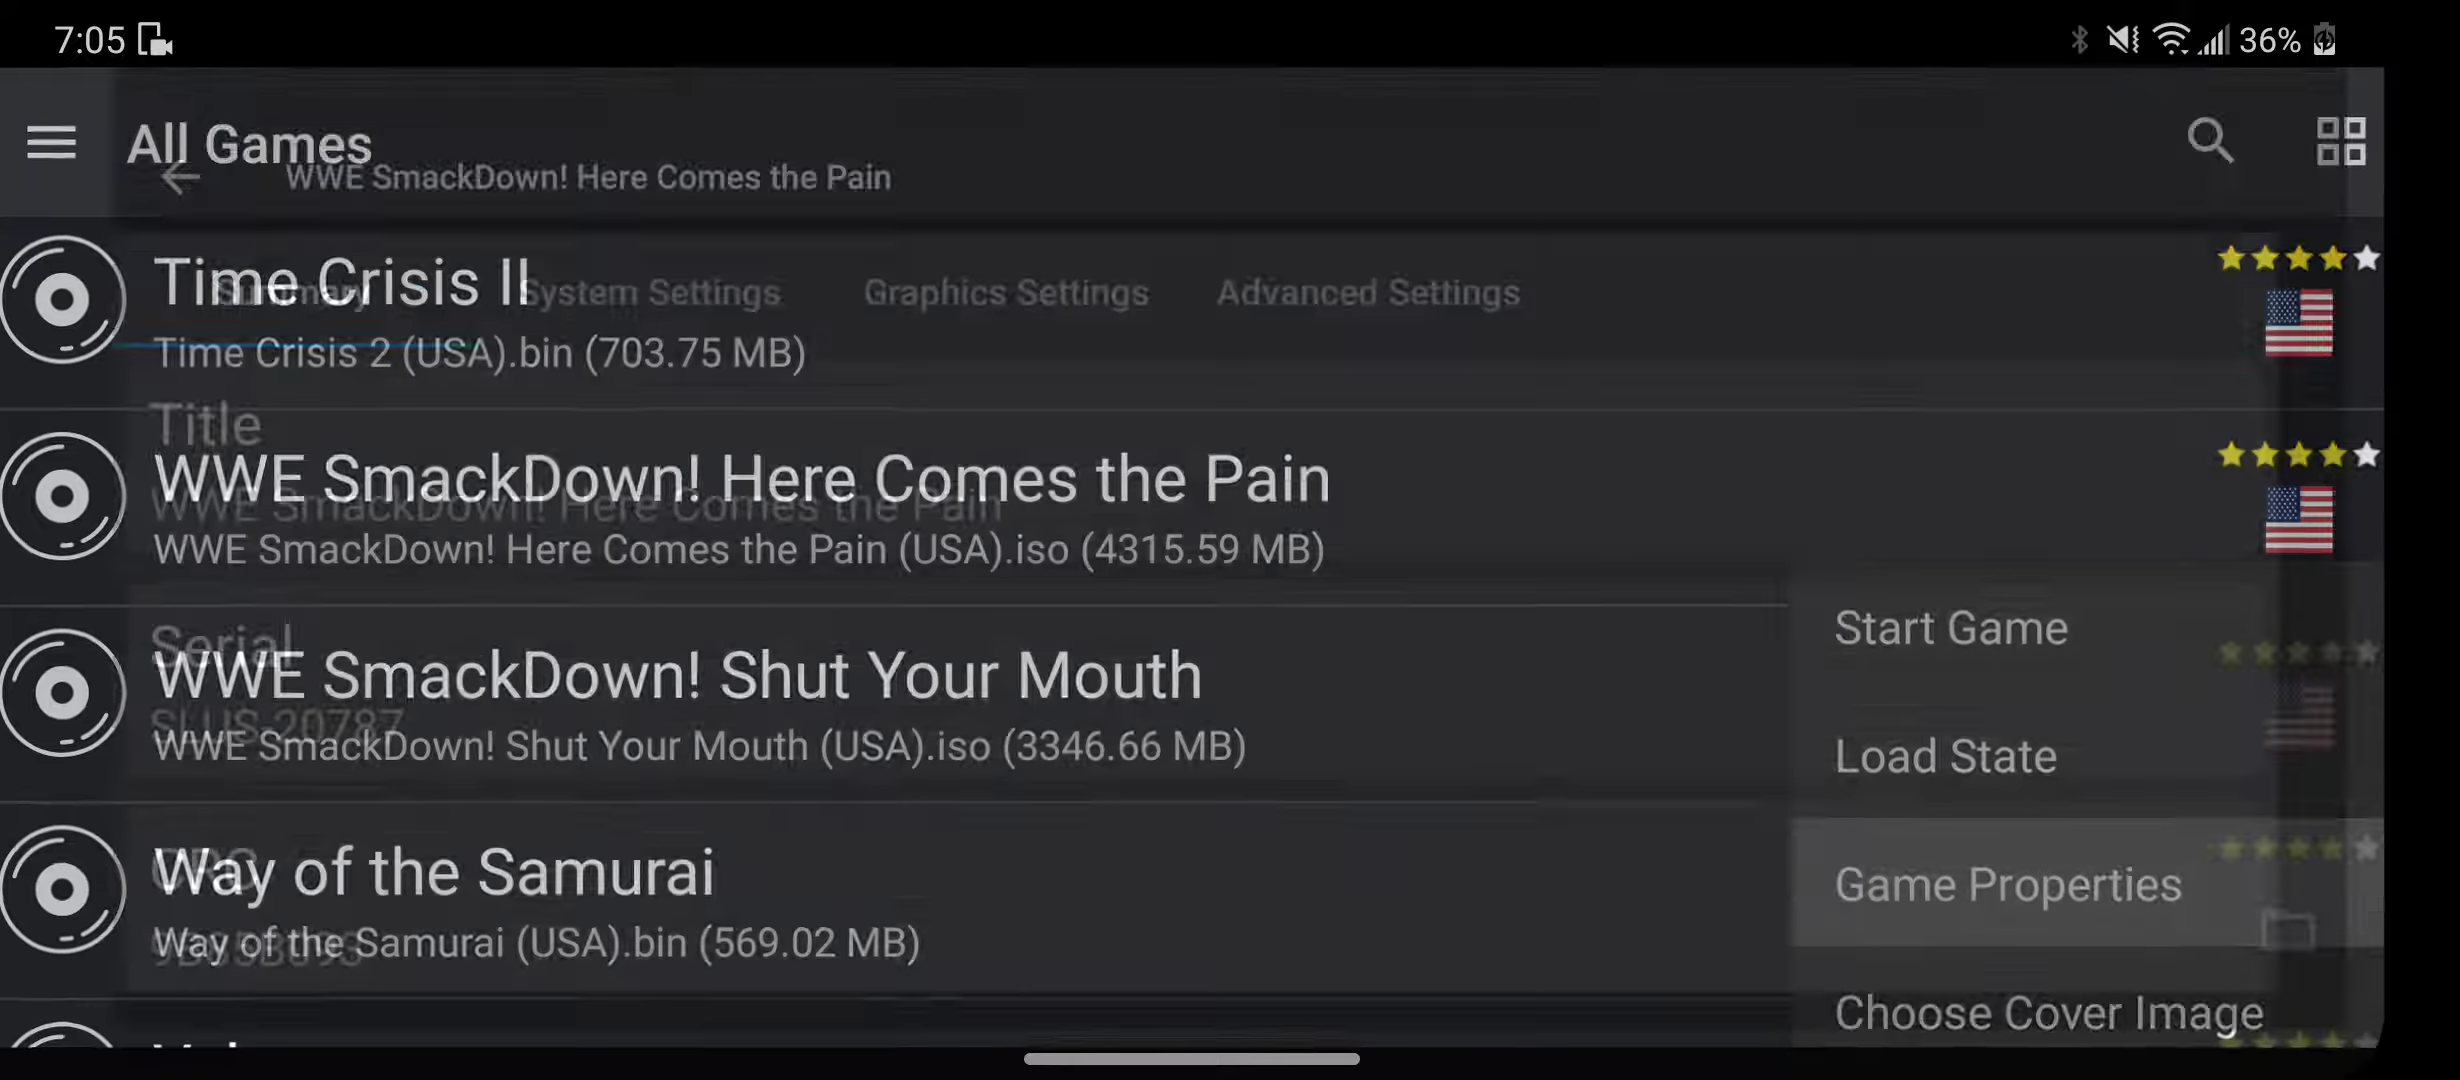 7:05
36%
All Games
WWE SmackDown! Here Comes the Pain
Time Crisis II
Summary
System Settings
Graphics Settings
Advanced Settings
Time Crisis 2 (USA).bin (703.75 MB)
Title
WWE SmackDown! Here Comes the Pain
WWE SmackDown! Here Comes the Pain
WWE SmackDown! Here Comes the Pain (USA).iso (4315.59 MB)
Start Game
Serial
WWE SmackDown! Shut Your Mouth
SLUS-20787
WWE SmackDown! Shut Your Mouth (USA).iso (3346.66 MB)
Load State
CRC
Way of the Samurai
Game Properties
Way of the Samurai (USA).bin (569.02 MB)
Choose Cover Image